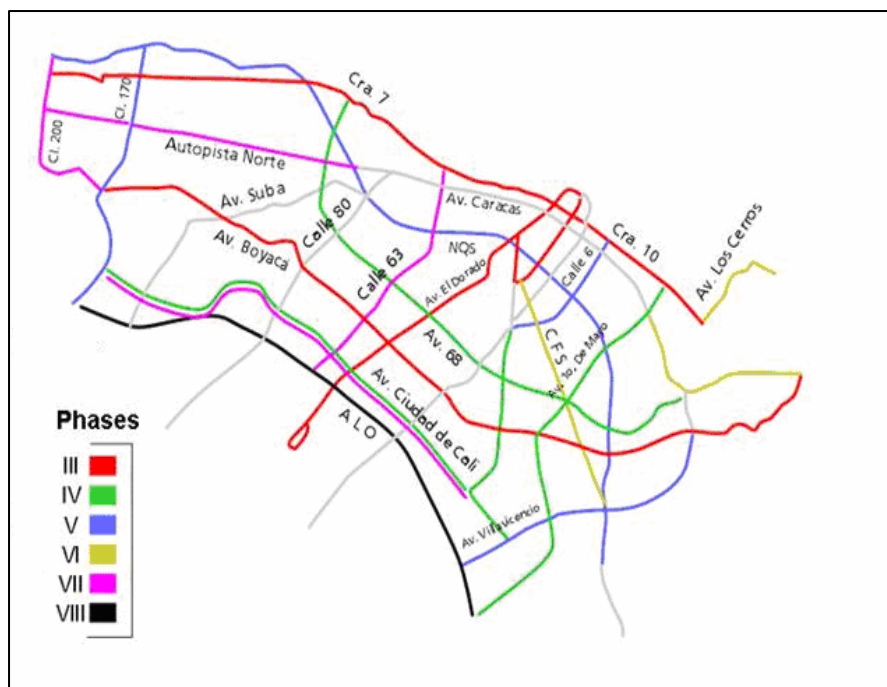 Cra. 7
Cl. 170
Cl. 200
Autopista Norte
Av. Suba
Av. Caracas
Calle 80
Av. Boyaca
NQS
Cra. 10
Av. Los Cerros
Calle 63
Av. El Dorado
Calle 6
Av. 68
C F S
Av. 1o. De Mayo
Av. Ciudad de Cali
A L O
Av. Villavicencio
Phases
III
IV
V
VI
VII
VIII